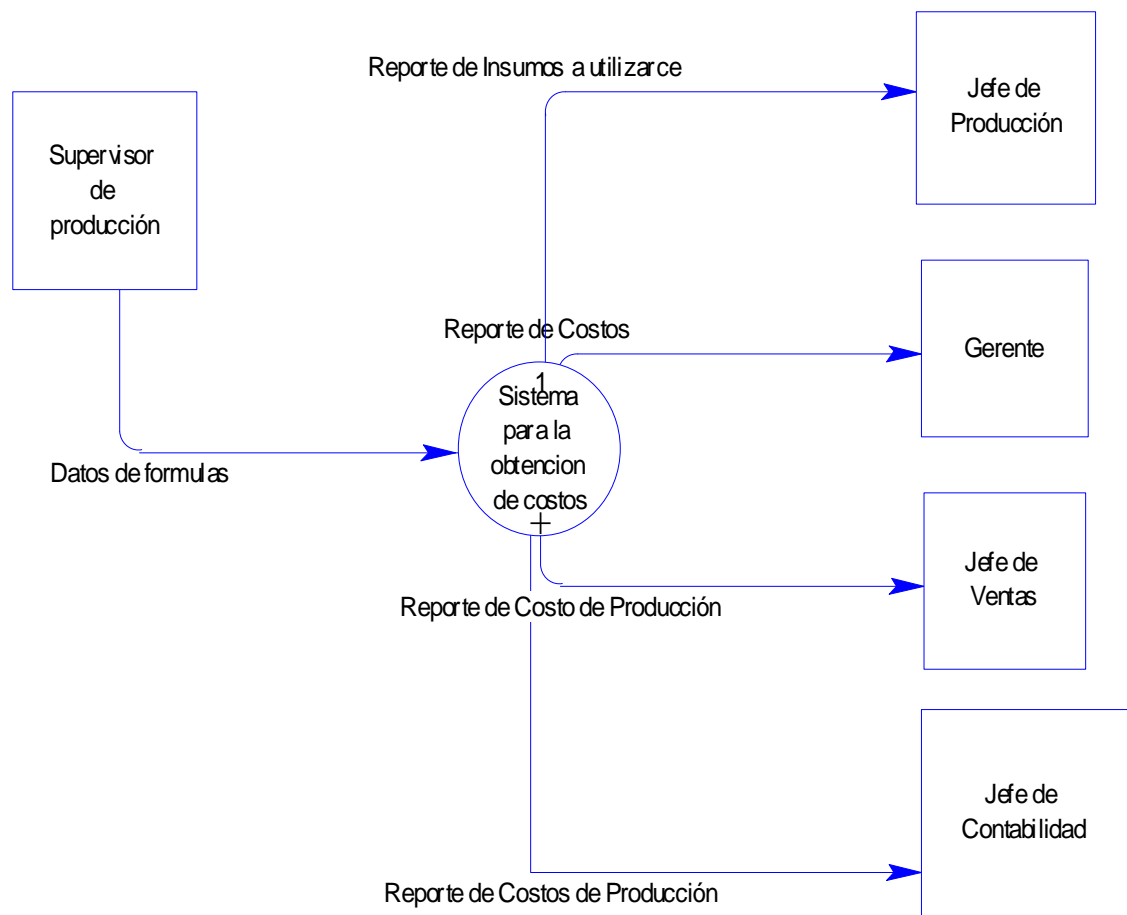 Reporte de Insumos a utilizarce
Jefe de
Producción
Supervisor
de
producción
Reporte de Costos
Gerente
1
Sistema
para la
obtencion
de costos
Datos de formulas
Jefe de
Ventas
Reporte de Costo de Producción
Jefe de
Contabilidad
Reporte de Costos de Producción